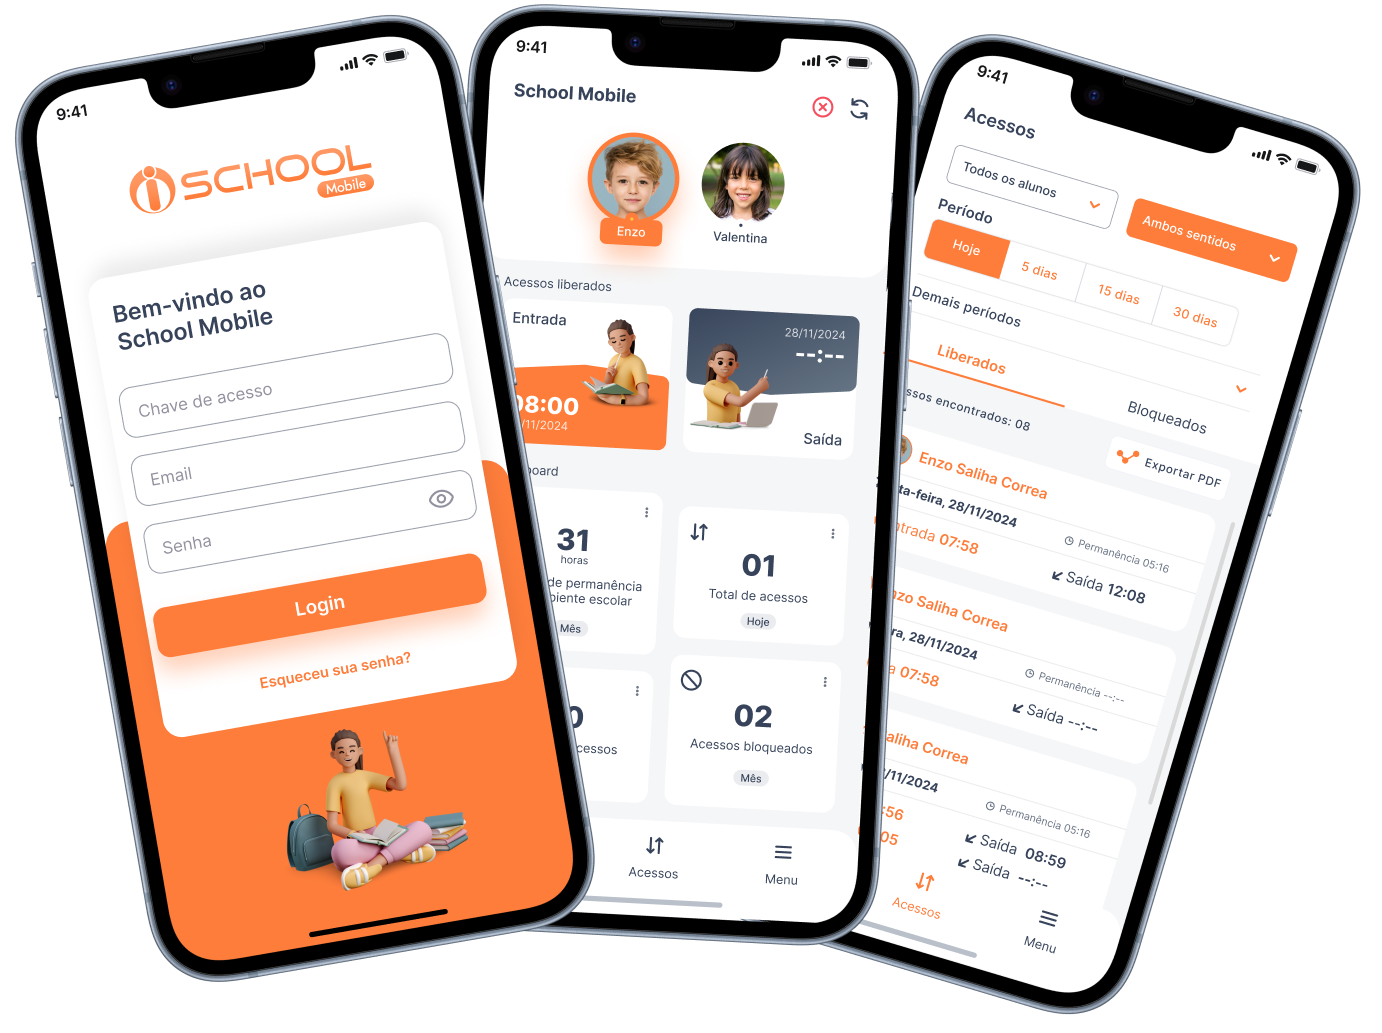 9:41
SCHOOL
Mobile
Bem-vindo ao
School Mobile
Chave de acesso
Email
Senha
Login
Esqueceu sua senha?
9:41
School Mobile
Enzo
Valentina
Acessos liberados
Entrada
08:00
/11/2024
28/11/2024
--:--
Saída
board
31
horas
de permanência
biente escolar
Mês
01
Total de acessos
Hoje
0
cessos
02
Acessos bloqueados
Mês
Acessos
Menu
9:41
Acessos
Todos os alunos
Ambos sentidos
Período
Hoje
5 dias
15 dias
30 dias
Demais períodos
Liberados
Bloqueados
ssos encontrados: 08
Exportar PDF
Enzo Saliha Correa
ta-feira, 28/11/2024
Permanência 05:16
ntrada 07:58
Saída 12:08
nzo Saliha Correa
ra, 28/11/2024
Permanência --:--
a 07:58
Saída --:--
aliha Correa
/11/2024
Permanência 05:16
:56
Saída 08:59
05
Saída --:--
Acessos
Menu